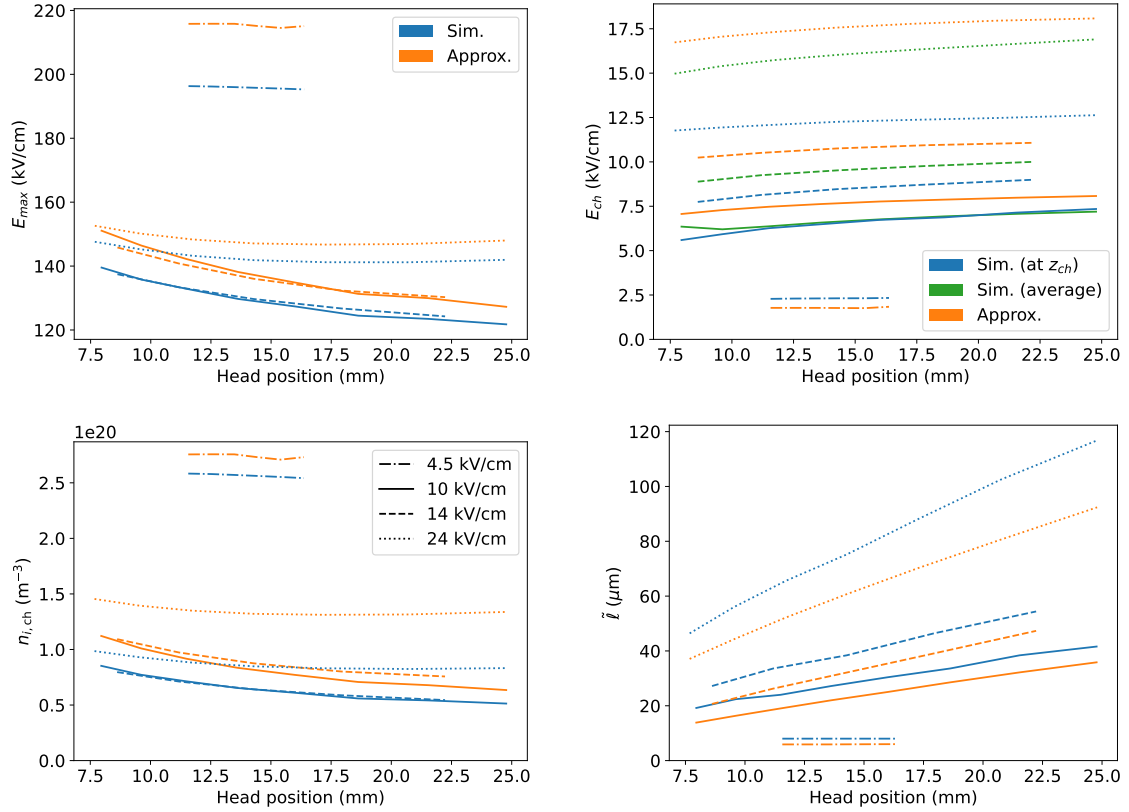 220
200
180
160
140
120
E_max (kV/cm)
Sim.
Approx.
7.5 10.0 12.5 15.0 17.5 20.0 22.5 25.0
Head position (mm)
17.5
15.0
12.5
10.0
7.5
5.0
2.5
0.0
E_ch (kV/cm)
Sim. (at z_ch)
Sim. (average)
Approx.
7.5 10.0 12.5 15.0 17.5 20.0 22.5 25.0
Head position (mm)
1e20
2.5
2.0
1.5
1.0
0.5
0.0
n_{i, ch} (m⁻³)
4.5 kV/cm
10 kV/cm
14 kV/cm
24 kV/cm
7.5 10.0 12.5 15.0 17.5 20.0 22.5 25.0
Head position (mm)
120
100
80
60
40
20
0
ℓ̃ (μm)
7.5 10.0 12.5 15.0 17.5 20.0 22.5 25.0
Head position (mm)